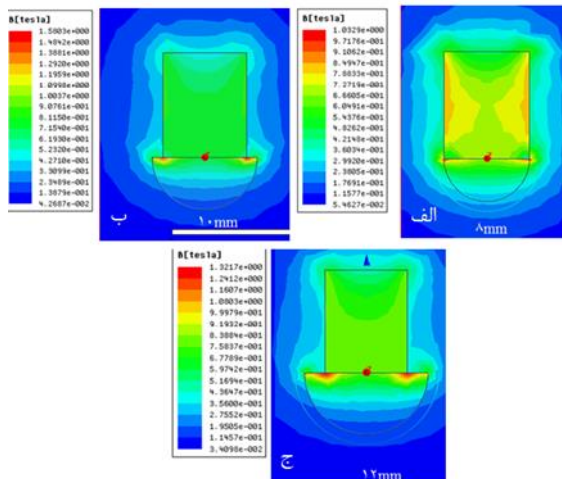 B[tesla]
1.5803e+000
1.4842e+000
1.3881e+000
1.2920e+000
1.1959e+000
1.0998e+000
1.0037e+000
9.0761e-001
8.1150e-001
7.1540e-001
6.1930e-001
5.2320e-001
4.2710e-001
3.3099e-001
2.3489e-001
1.3879e-001
4.2687e-002
ب
۱۰mm
B[tesla]
1.0329e+000
9.7176e-001
9.1062e-001
8.4947e-001
7.8833e-001
7.2719e-001
6.6605e-001
6.0491e-001
5.4376e-001
4.8262e-001
4.2148e-001
3.6034e-001
2.9920e-001
2.3805e-001
1.7691e-001
1.1577e-001
5.4627e-002
الف
۸mm
B[tesla]
1.3217e+000
1.2412e+000
1.1607e+000
1.0803e+000
9.9979e-001
9.1932e-001
8.3884e-001
7.5837e-001
6.7789e-001
5.9742e-001
5.1694e-001
4.3647e-001
3.5600e-001
2.7552e-001
1.9505e-001
1.1457e-001
3.4098e-002
ج
۱۲mm